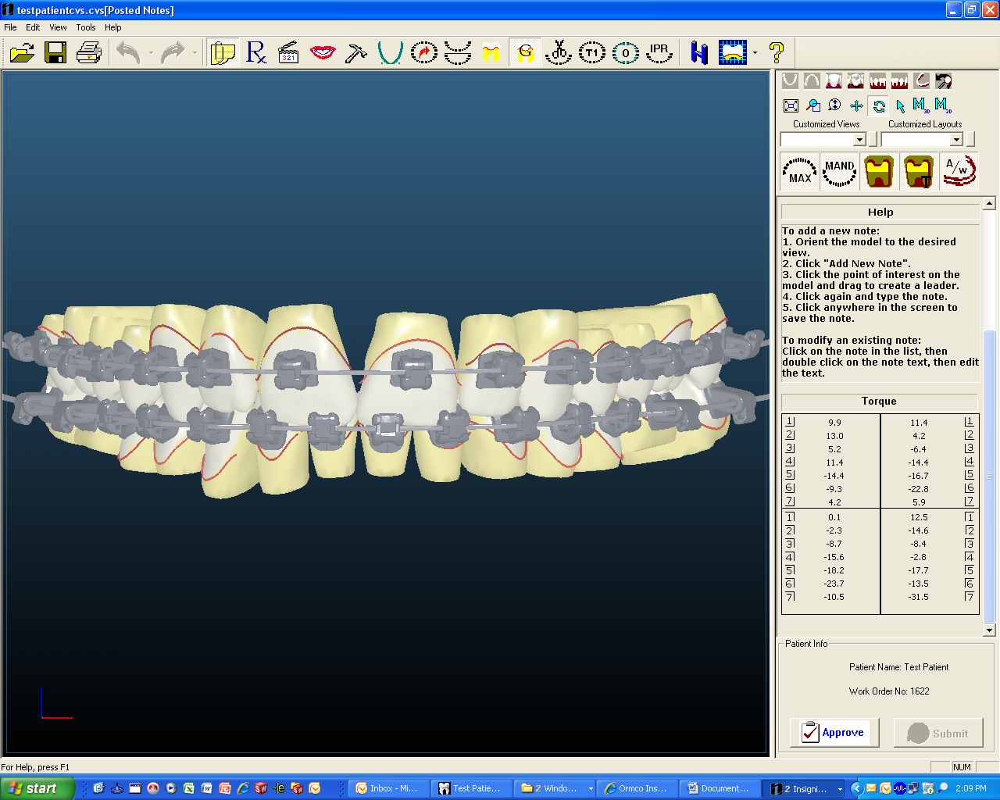 testpatientcvs.cvs[Posted Notes]
File Edit View Tools Help
Rx 321 T1 0 IPR
M 3D M 2D
Customized Views Customized Layouts
MAX MAND T A/W
Help
To add a new note:
1. Orient the model to the desired
view.
2. Click "Add New Note".
3. Click the point of interest on the
model and drag to create a leader.
4. Click again and type the note.
5. Click anywhere in the screen to
save the note.
To modify an existing note:
Click on the note in the list, then
double click on the note text, then edit
the text.
Torque
1 9.9 11.4 1
2 13.0 4.2 2
3 5.2 -6.4 3
4 11.4 -14.4 4
5 -14.4 -16.7 5
6 -9.3 -22.8 6
7 4.2 5.9 7
1 0.1 12.5 1
2 -2.3 -14.6 2
3 -8.7 -8.4 3
4 -15.6 -2.8 4
5 -18.2 -17.7 5
6 -23.7 -13.5 6
7 -10.5 -31.5 7
Patient Info
Patient Name: Test Patient
Work Order No: 1622
Approve Submit
For Help, press F1 NUM
start Inbox - Mi... Test Patie... 2 Windo... Ormco Ins... Document... 2 Insigni... 2:09 PM